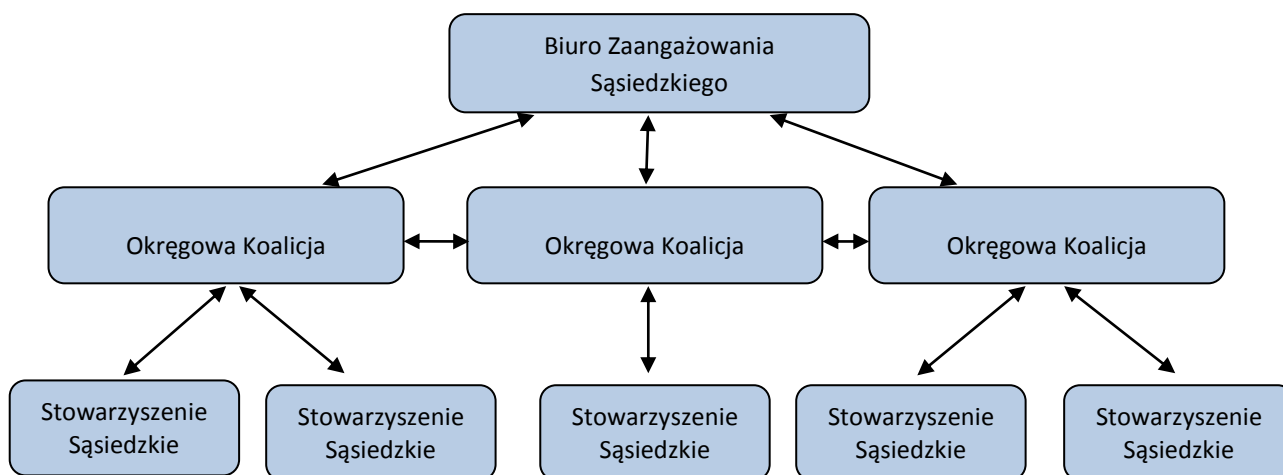 Biuro Zaangażowania
Sąsiedzkiego
Okręgowa Koalicja
Okręgowa Koalicja
Okręgowa Koalicja
Stowarzyszenie
Sąsiedzkie
Stowarzyszenie
Sąsiedzkie
Stowarzyszenie
Sąsiedzkie
Stowarzyszenie
Sąsiedzkie
Stowarzyszenie
Sąsiedzkie